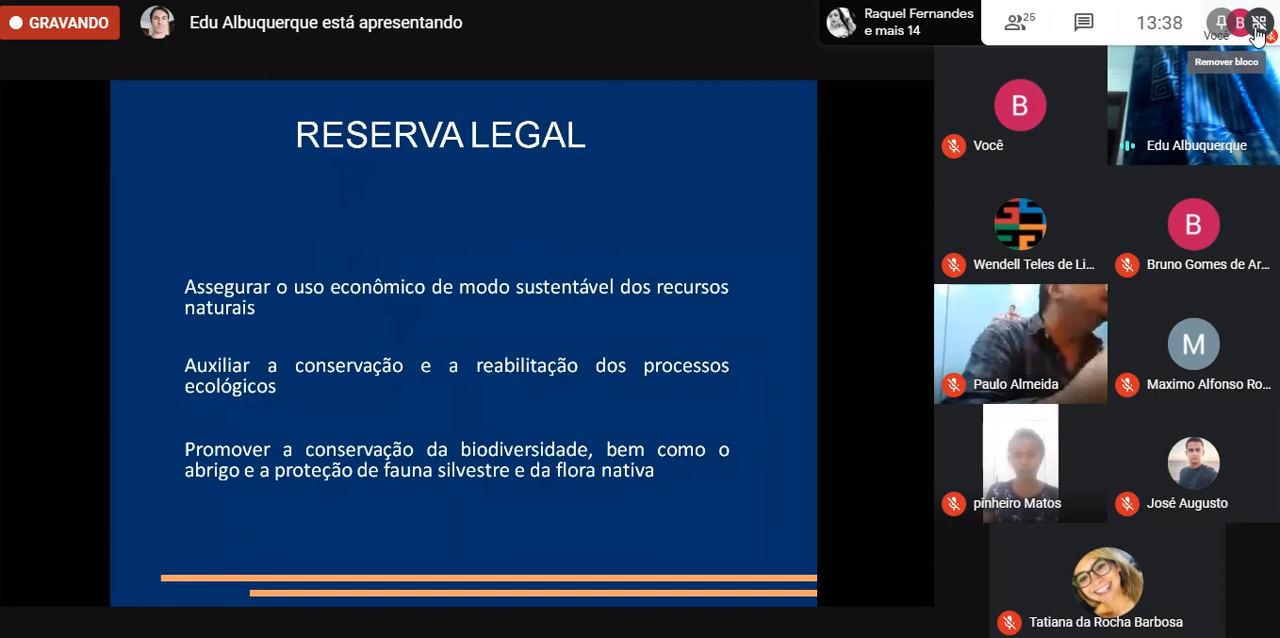 GRAVANDO
Edu Albuquerque está apresentando
Raquel Fernandes
e mais 14
25
13:38
B
Você
Remover bloco
B
Você
Edu Albuquerque
Wendell Teles de Li...
B
Bruno Gomes de Ar...
Paulo Almeida
M
Maximo Alfonso Ro...
pinheiro Matos
José Augusto
Tatiana da Rocha Barbosa
RESERVA LEGAL
Assegurar o uso econômico de modo sustentável dos recursos
naturais
Auxiliar a conservação e a reabilitação dos processos
ecológicos
Promover a conservação da biodiversidade, bem como o
abrigo e a proteção de fauna silvestre e da flora nativa